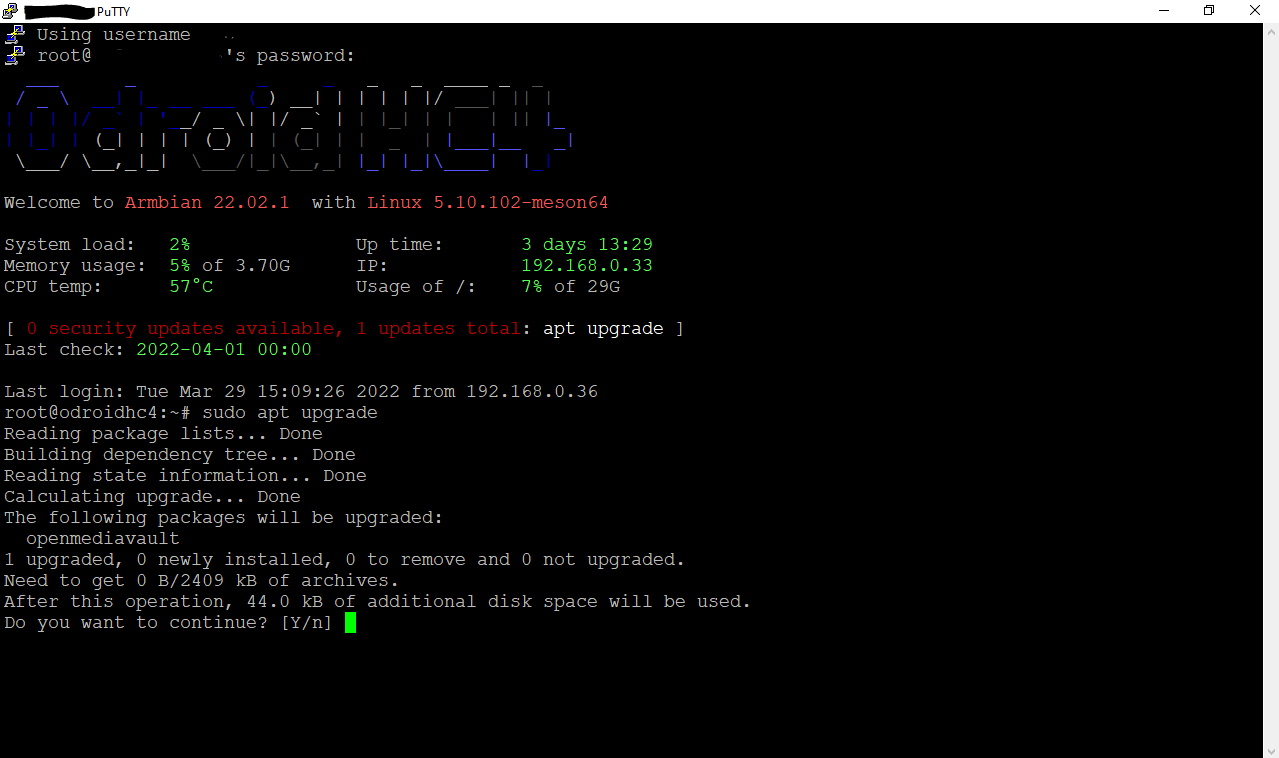 PuTTY
Using username
root@ 's password:
Odroid HC4
Welcome to Armbian 22.02.1 with Linux 5.10.102-meson64
System load: 2% Up time: 3 days 13:29
Memory usage: 5% of 3.70G IP: 192.168.0.33
CPU temp: 57°C Usage of /: 7% of 29G
[ 0 security updates available, 1 updates total: apt upgrade ]
Last check: 2022-04-01 00:00
Last login: Tue Mar 29 15:09:26 2022 from 192.168.0.36
root@odroidhc4:~# sudo apt upgrade
Reading package lists... Done
Building dependency tree... Done
Reading state information... Done
Calculating upgrade... Done
The following packages will be upgraded:
openmediavault
1 upgraded, 0 newly installed, 0 to remove and 0 not upgraded.
Need to get 0 B/2409 kB of archives.
After this operation, 44.0 kB of additional disk space will be used.
Do you want to continue? [Y/n]